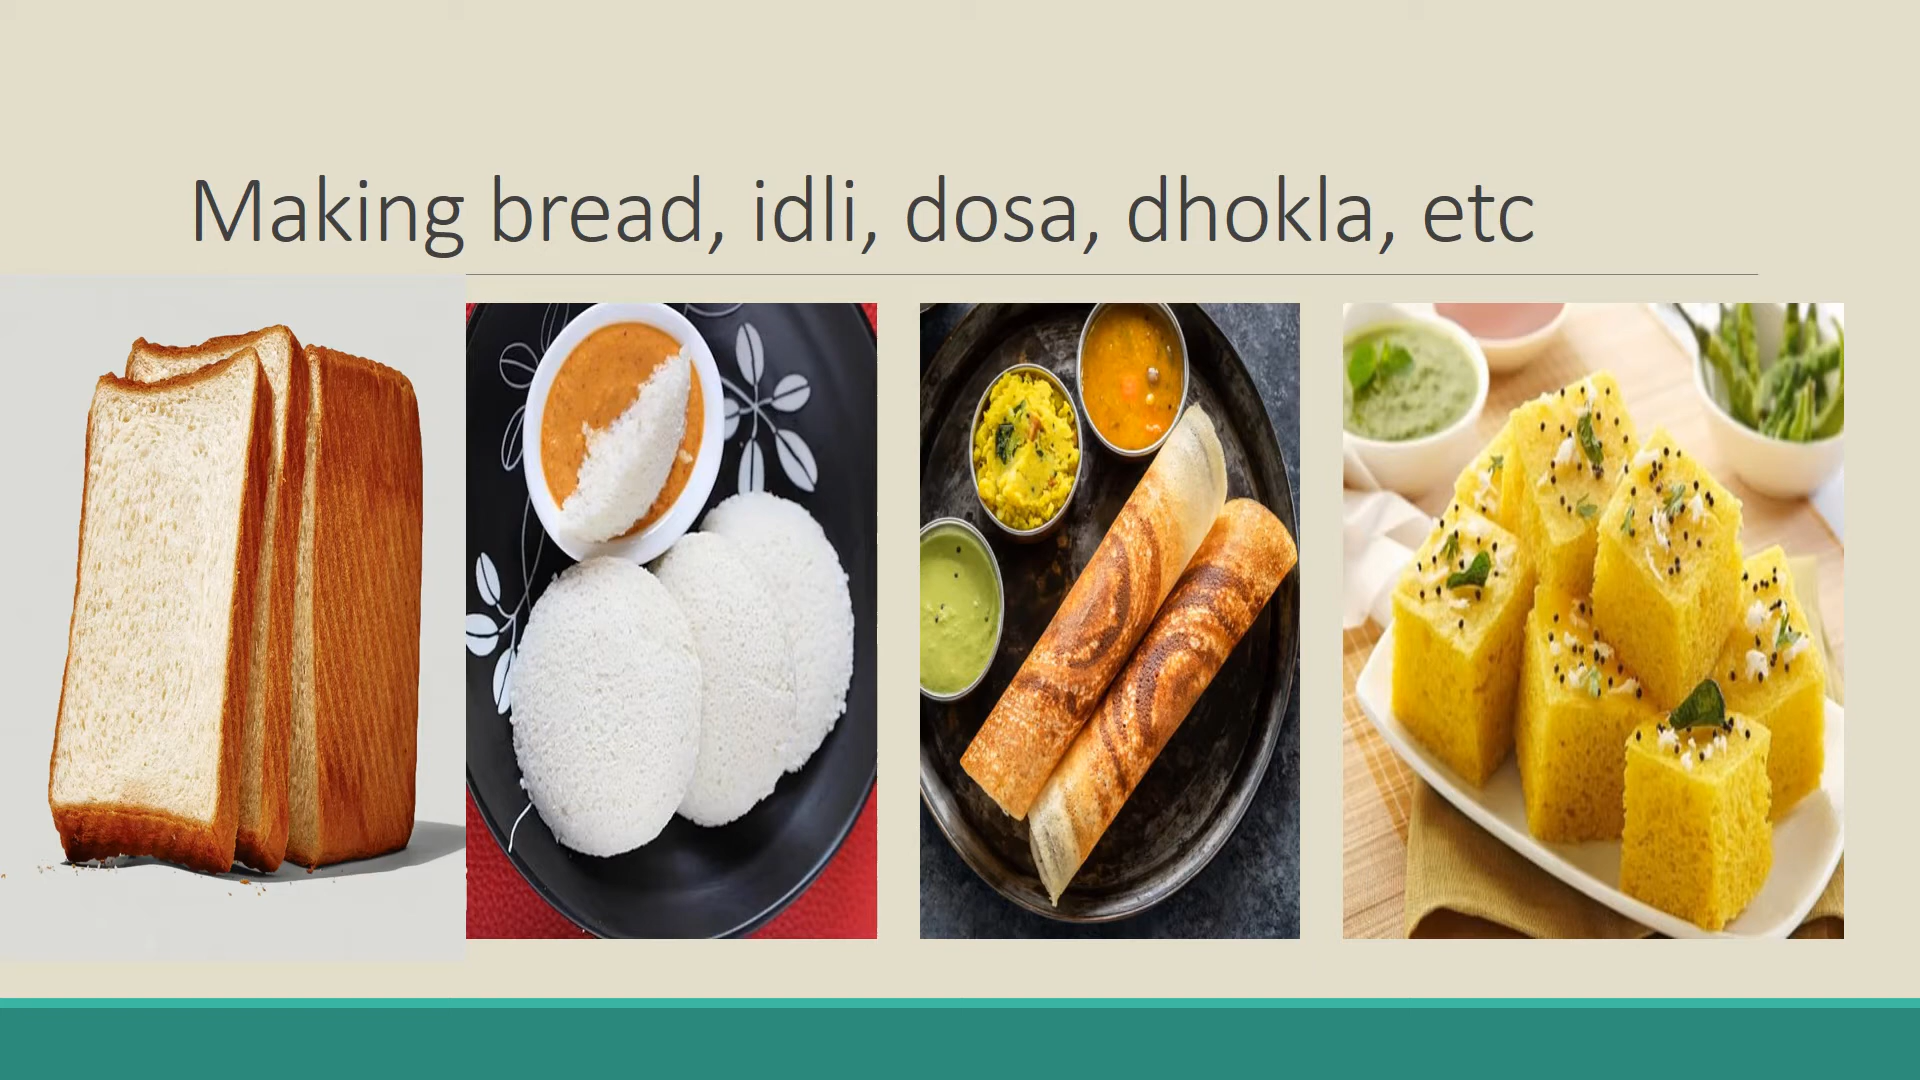 Making bread, idli, dosa, dhokla, etc